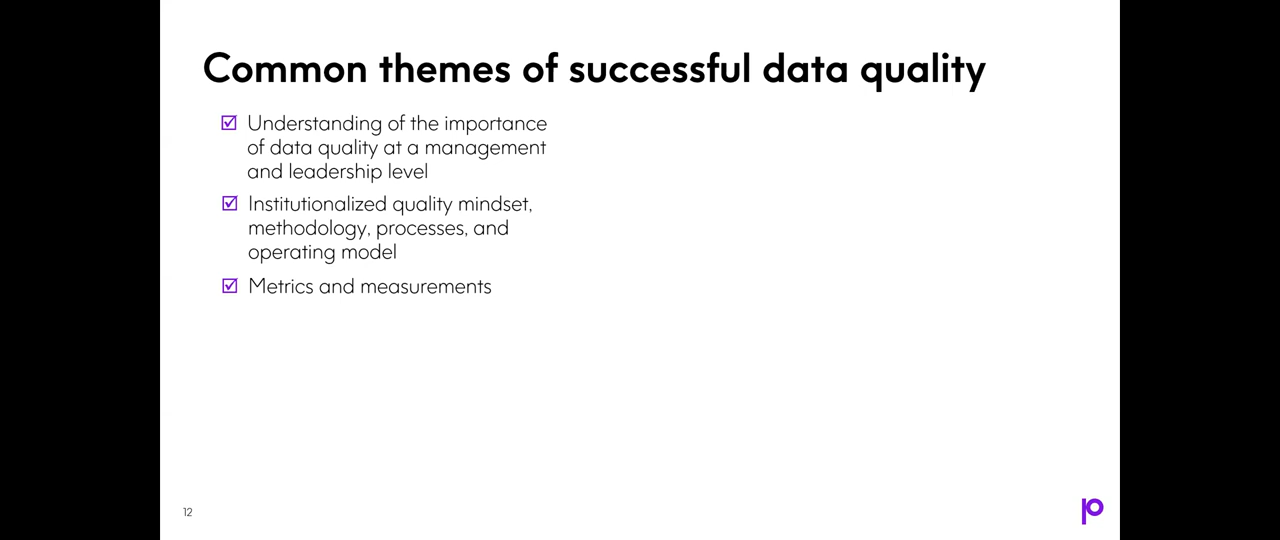 Common themes of successful data quality
Understanding of the importance
of data quality at a management
and leadership level
Institutionalized quality mindset,
methodology, processes, and
operating model
Metrics and measurements
12